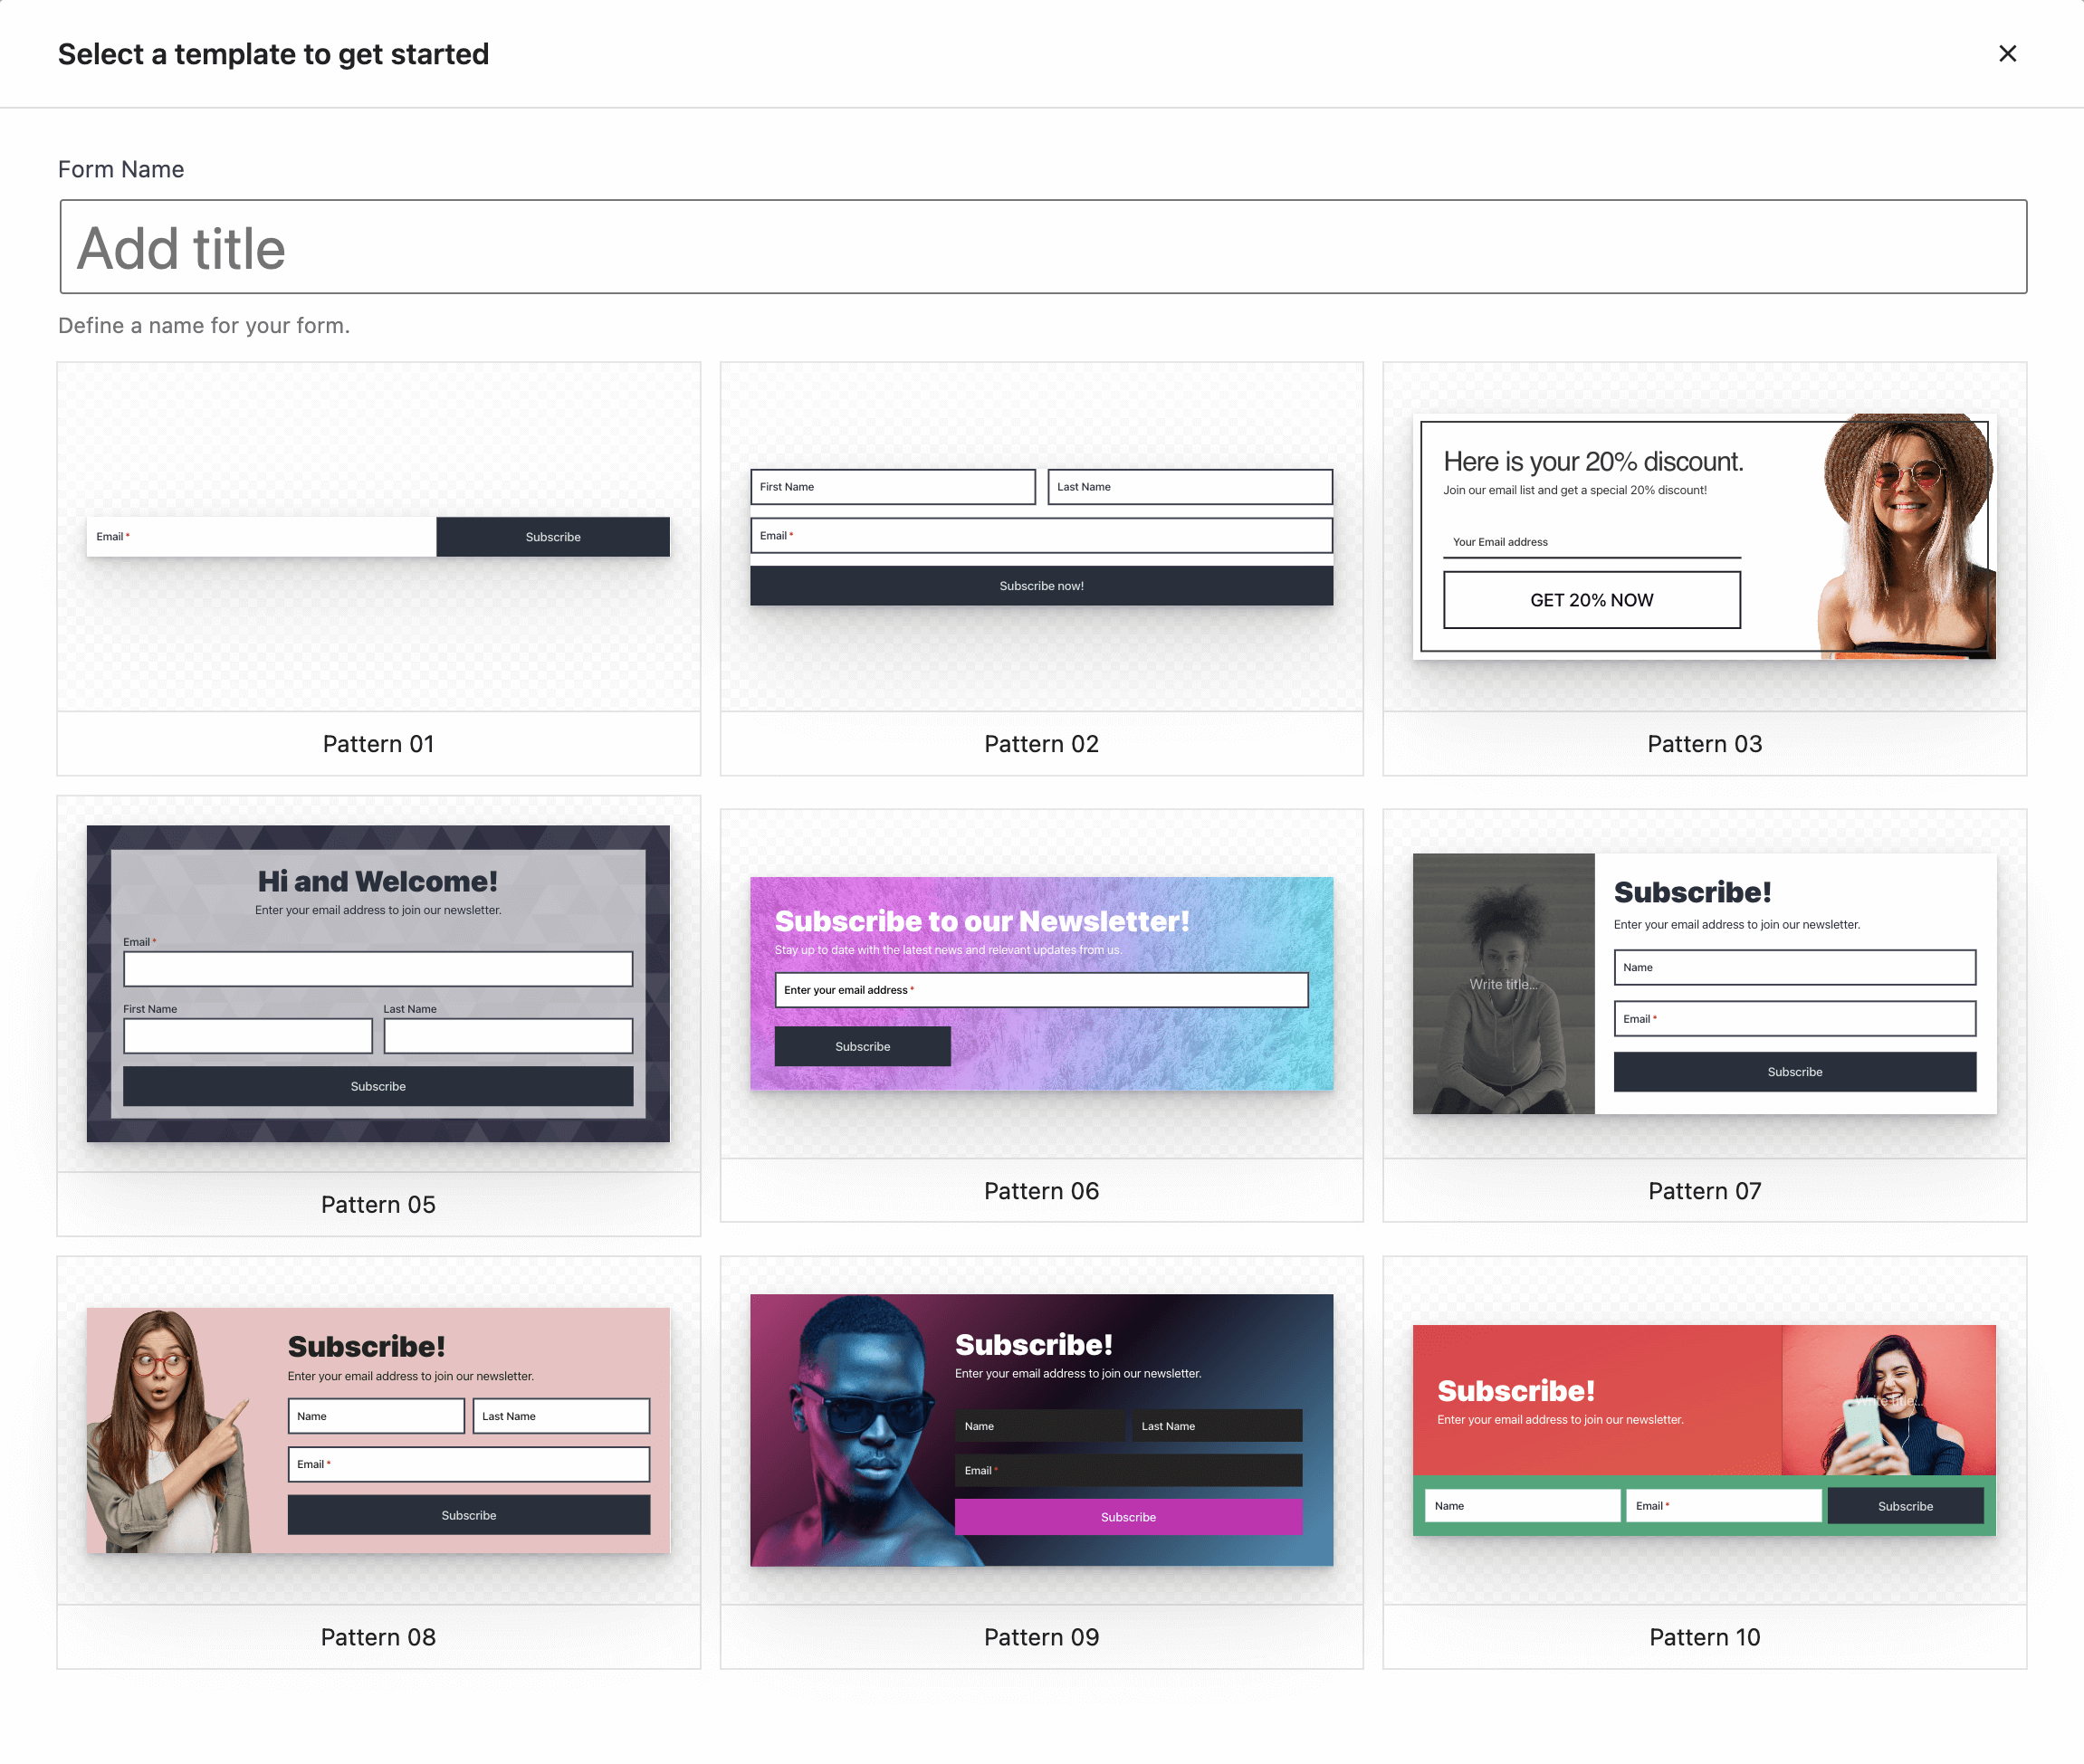 Select a template to get started
Form Name
Add title
Define a name for your form.
Email *
Subscribe
Pattern 01
First Name
Last Name
Email *
Subscribe now!
Pattern 02
Here is your 20% discount.
Join our email list and get a special 20% discount!
Your Email address
GET 20% NOW
Pattern 03
Hi and Welcome!
Enter your email address to join our newsletter.
Email *
First Name
Last Name
Subscribe
Pattern 05
Subscribe to our Newsletter!
Stay up to date with the latest news and relevant updates from us.
Enter your email address *
Subscribe
Pattern 06
Write title...
Subscribe!
Enter your email address to join our newsletter.
Name
Email *
Subscribe
Pattern 07
Subscribe!
Enter your email address to join our newsletter.
Name
Last Name
Email *
Subscribe
Pattern 08
Subscribe!
Enter your email address to join our newsletter.
Name
Last Name
Email *
Subscribe
Pattern 09
Subscribe!
Enter your email address to join our newsletter.
Write title...
Name
Email *
Subscribe
Pattern 10